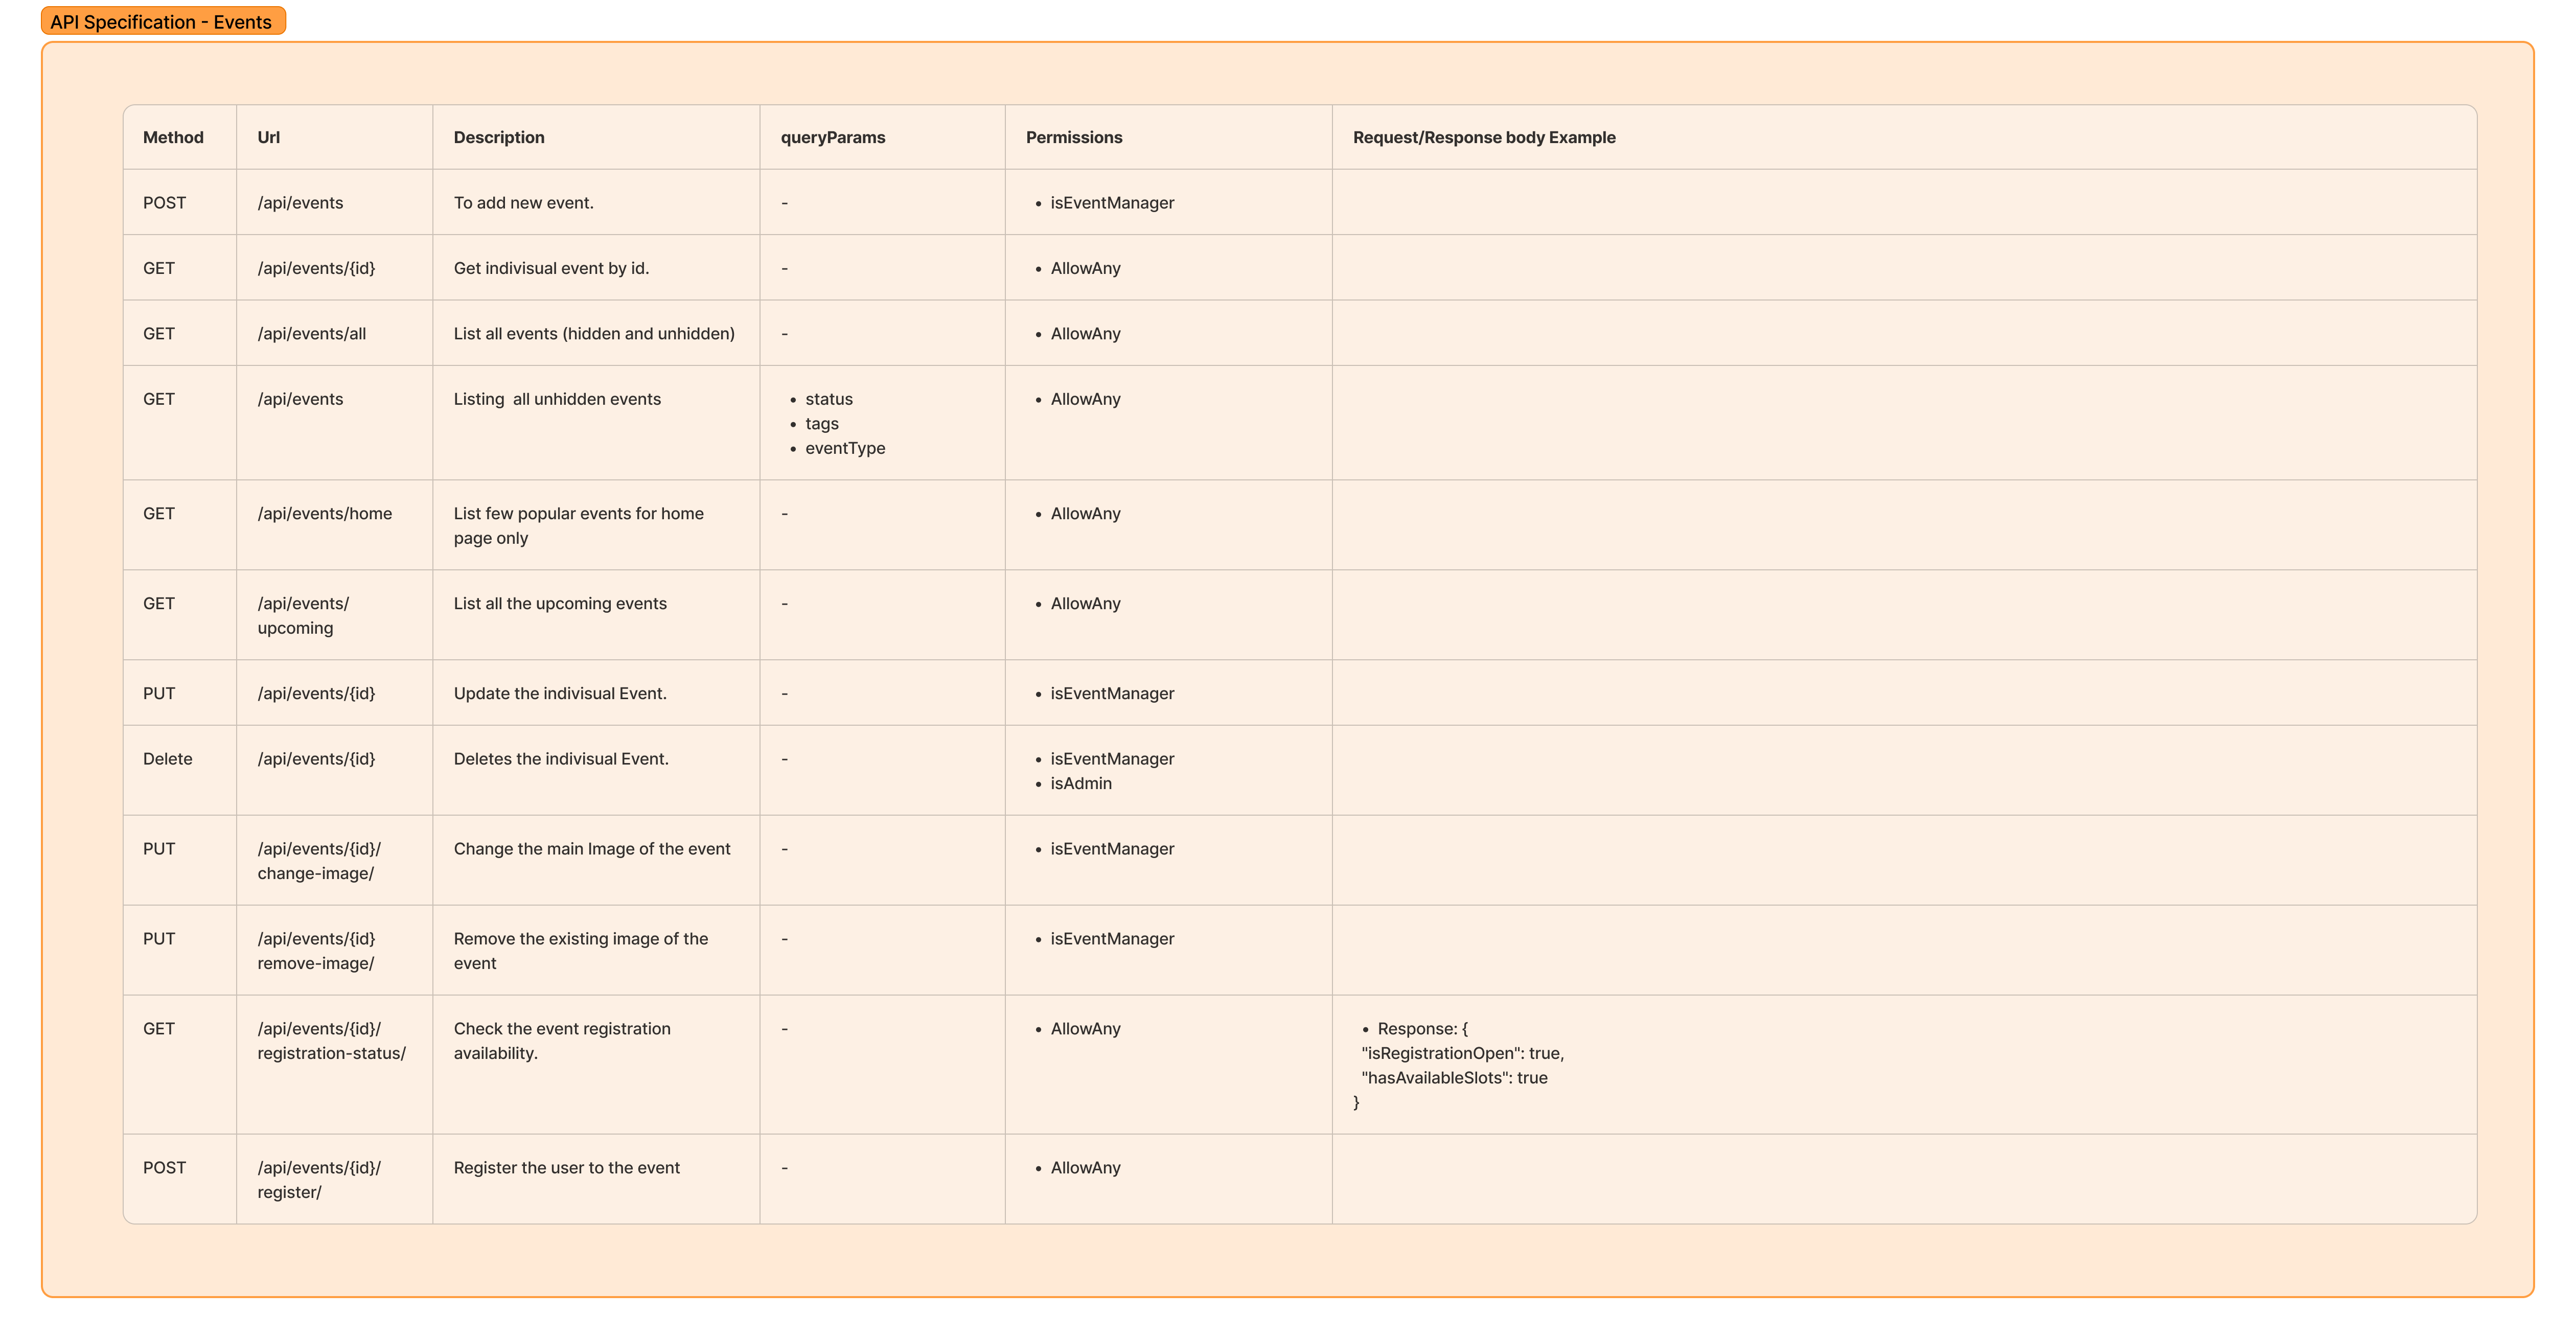 API Specification - Events
Method Url Description queryParams Permissions Request/Response body Example
POST /api/events To add new event. - • isEventManager
GET /api/events/{id} Get indivisual event by id. - • AllowAny
GET /api/events/all List all events (hidden and unhidden) - • AllowAny
GET /api/events Listing  all unhidden events • status • AllowAny
• tags
• eventType
GET /api/events/home List few popular events for home - • AllowAny
page only
GET /api/events/ List all the upcoming events - • AllowAny
upcoming
PUT /api/events/{id} Update the indivisual Event. - • isEventManager
Delete /api/events/{id} Deletes the indivisual Event. - • isEventManager
• isAdmin
PUT /api/events/{id}/ Change the main Image of the event - • isEventManager
change-image/
PUT /api/events/{id} Remove the existing image of the - • isEventManager
remove-image/ event
GET /api/events/{id}/ Check the event registration - • AllowAny • Response: {
registration-status/ availability. "isRegistrationOpen": true,
"hasAvailableSlots": true
}
POST /api/events/{id}/ Register the user to the event - • AllowAny
register/